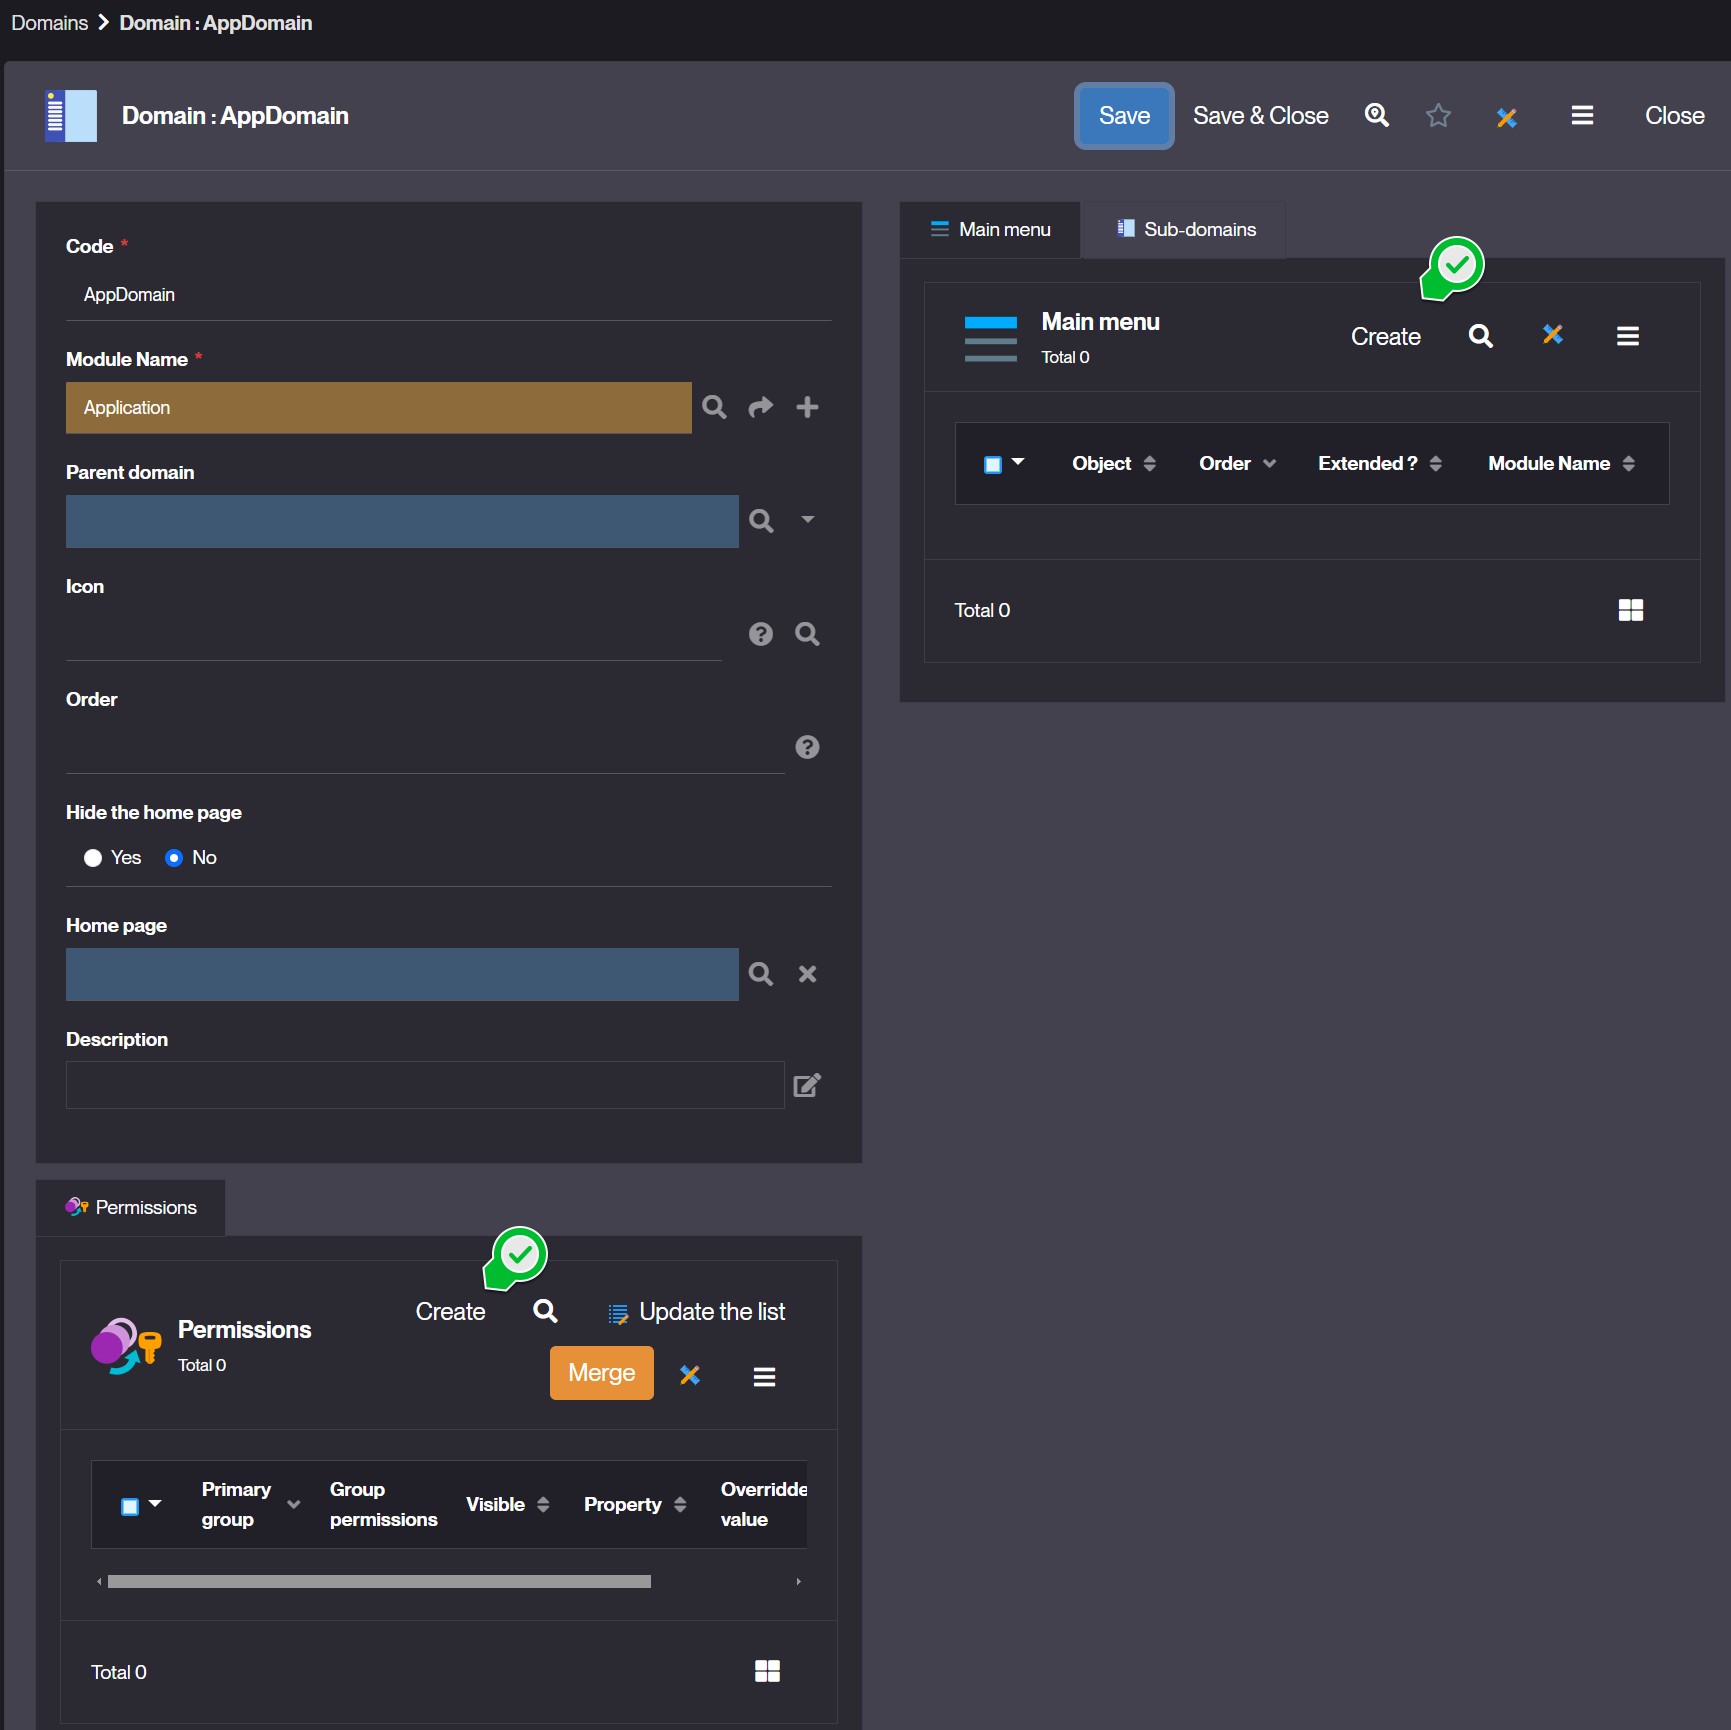 Domains > Domain : AppDomain
Domain : AppDomain
Save
Save & Close
Close
Code *
AppDomain
Module Name *
Application
Parent domain
Icon
Order
Hide the home page
Yes
No
Home page
Description
Main menu
Sub-domains
Main menu
Total 0
Create
Object
Order
Extended ?
Module Name
Total 0
Permissions
Permissions
Total 0
Create
Update the list
Merge
Primary
group
Group
permissions
Visible
Property
Overridde
value
Total 0